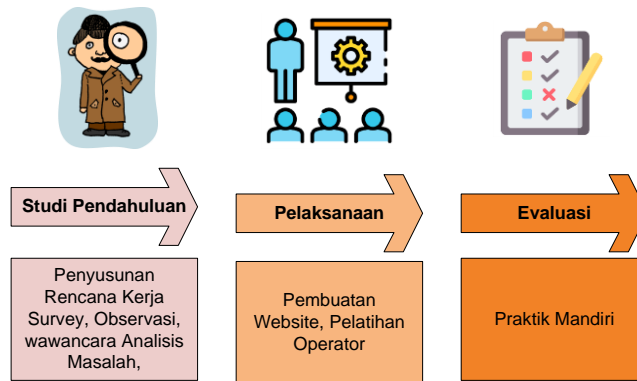 Studi Pendahuluan
Pelaksanaan
Evaluasi
Penyusunan
Rencana Kerja
Survey, Observasi,
wawancara Analisis
Masalah,
Pembuatan
Website, Pelatihan
Operator
Praktik Mandiri